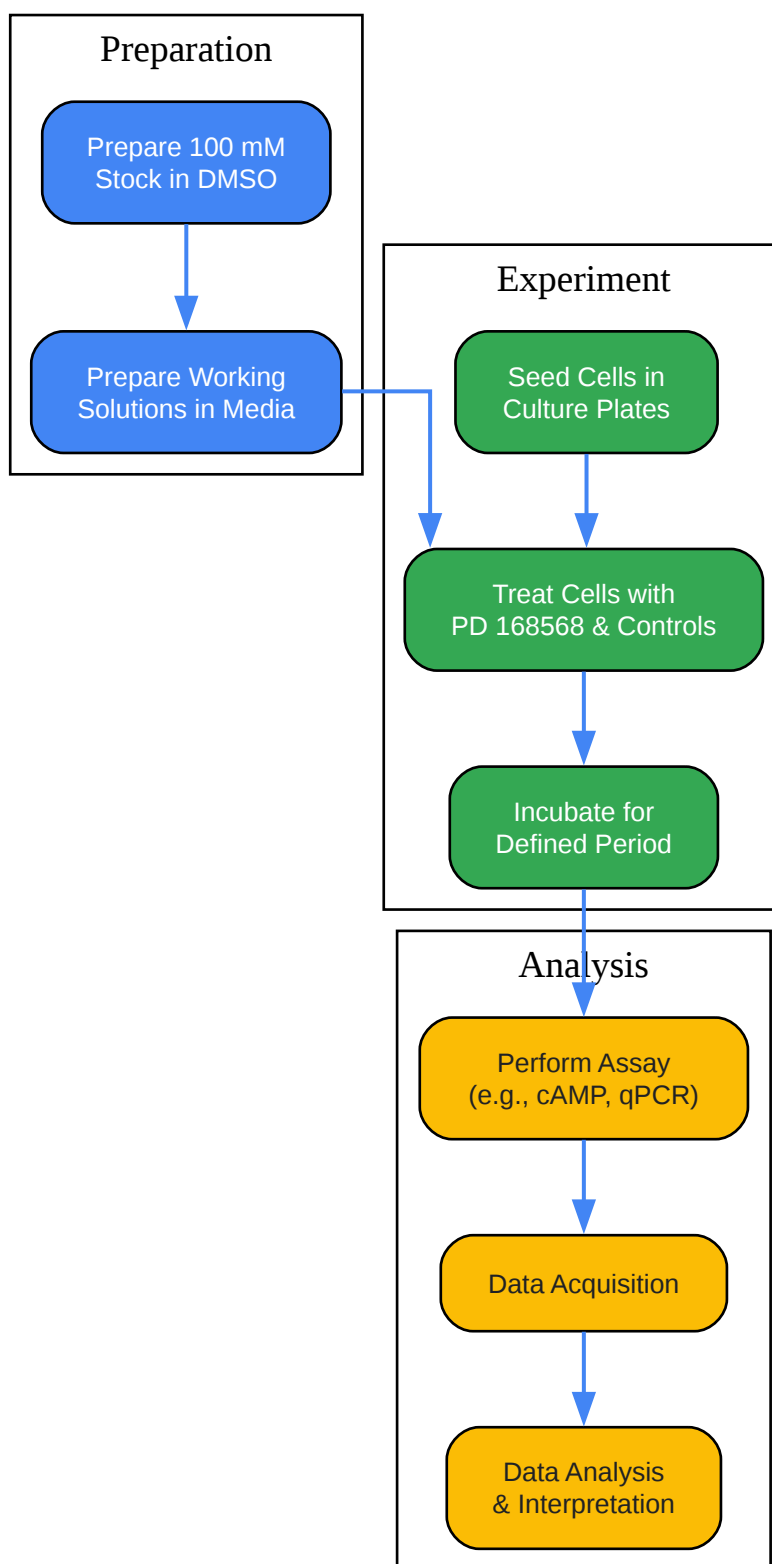 Preparation
Prepare 100 mM
Stock in DMSO
Prepare Working
Solutions in Media
Experiment
Seed Cells in
Culture Plates
Treat Cells with
PD 168568 & Controls
Incubate for
Defined Period
Analysis
Perform Assay
(e.g., cAMP, qPCR)
Data Acquisition
Data Analysis
& Interpretation